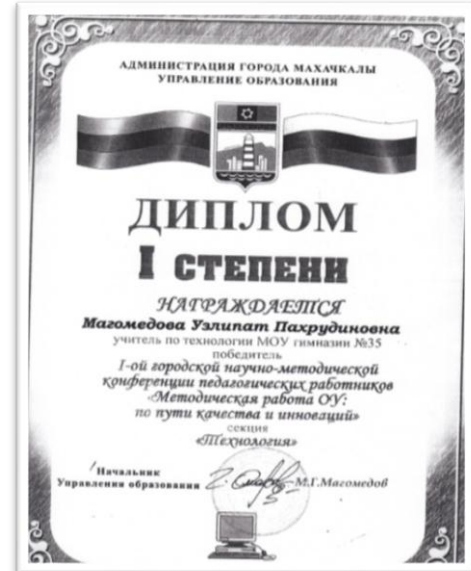 АДМИНИСТРАЦИЯ ГОРОДА МАХАЧКАЛЫ
УПРАВЛЕНИЕ ОБРАЗОВАНИЯ
ДИПЛОМ
I СТЕПЕНИ
НАГРАЖДАЕТСЯ
Магомедова Узлипат Пахрудиновна
учитель по технологии МОУ гимназии №35
победитель
I-ой городской научно-методической
конференции педагогических работников
«Методическая работа ОУ:
по пути качества и инноваций»
секция
«Технология»
Начальник
Управления образования М.Г.Магомедов